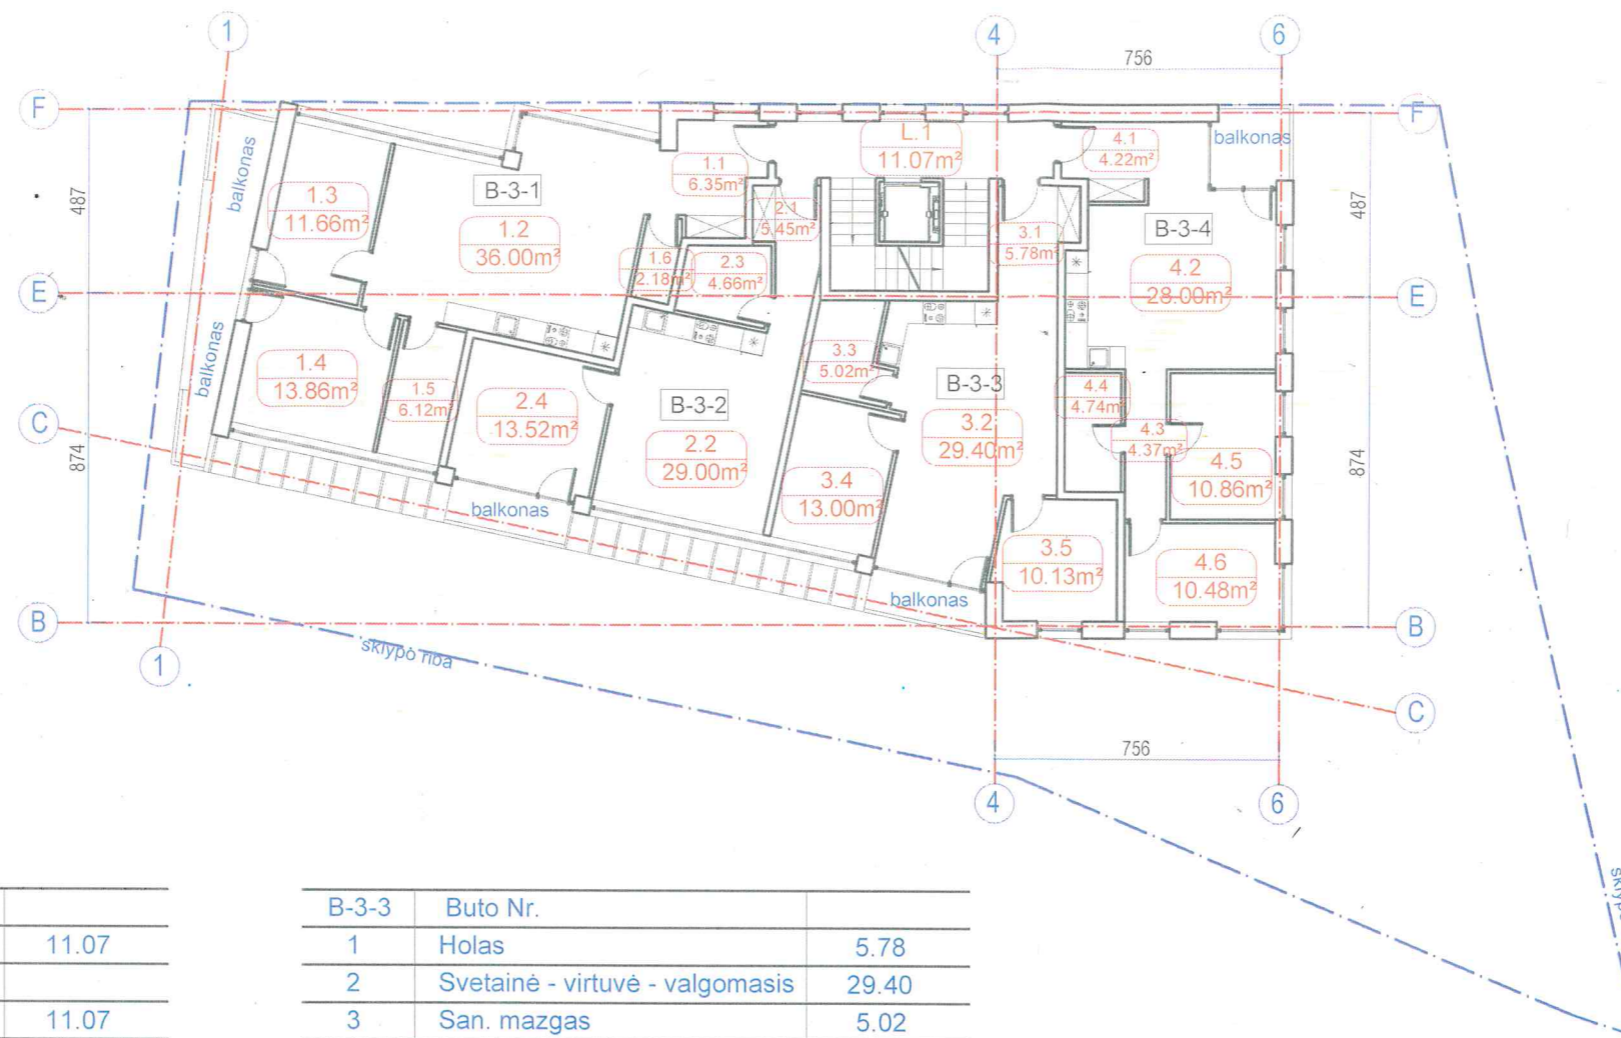 1
4
6
756
F
F
balkonas
1.3
11.66m²
B-3-1
1.2
36.00m²
1.1
6.35m²
L.1
11.07m²
4.1
4.22m²
balkonas
487
487
2.1
5.45m²
3.1
5.78m²
B-3-4
4.2
28.00m²
1.6
2.18m²
2.3
4.66m²
E
E
balkonas
1.4
13.86m²
1.5
6.12m²
2.4
13.52m²
B-3-2
2.2
29.00m²
3.3
5.02m²
B-3-3
3.2
29.40m²
4.4
4.74m²
4.3
4.37m²
4.5
10.86m²
C
874
874
3.4
13.00m²
balkonas
3.5
10.13m²
4.6
10.48m²
balkonas
B
B
sklypo riba
1
C
756
4
6
11.07
11.07
B-3-3 Buto Nr.
1 Holas 5.78
2 Svetainė - virtuvė - valgomasis 29.40
3 San. mazgas 5.02